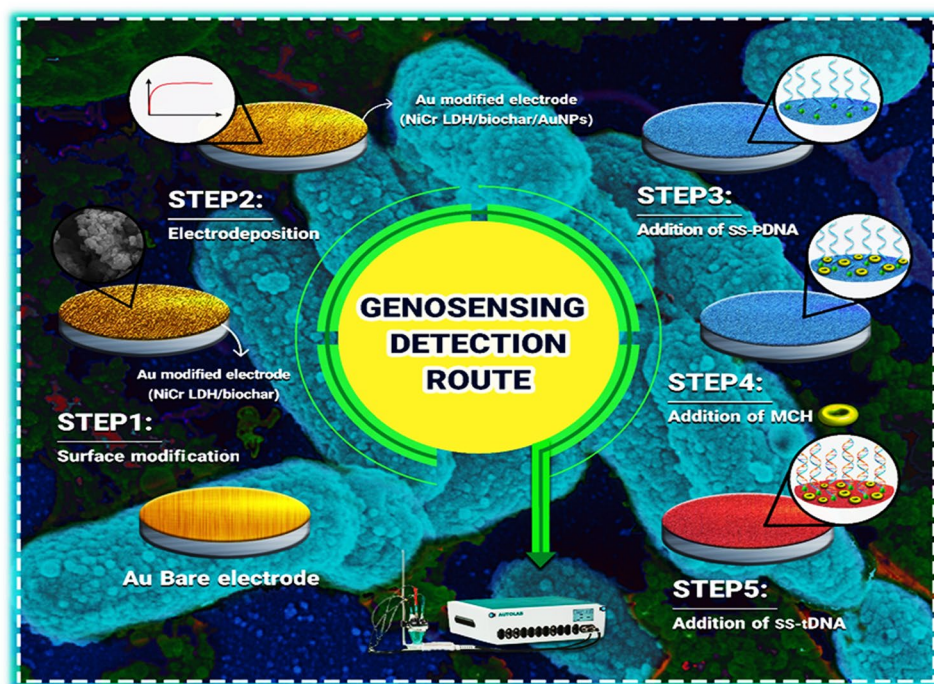 Au modified electrode
(NiCr LDH/biochar/AuNPs)
STEP2:
Electrodeposition
STEP3:
Addition of ss-PDNA
GENOSENSING
DETECTION
ROUTE
Au modified electrode
(NiCr LDH/biochar)
STEP1:
Surface modification
STEP4:
Addition of MCH
Au Bare electrode
STEP5:
Addition of ss-tDNA
AUTOLAB